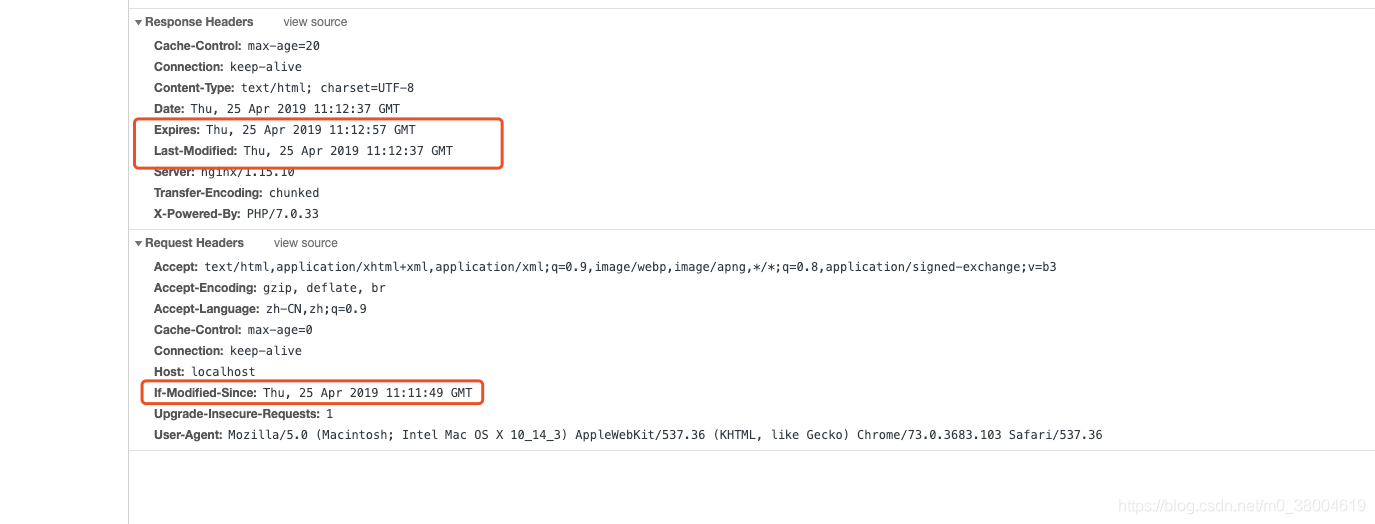 Response Headers view source
Cache-Control: max-age=20
Connection: keep-alive
Content-Type: text/html; charset=UTF-8
Date: Thu, 25 Apr 2019 11:12:37 GMT
Expires: Thu, 25 Apr 2019 11:12:57 GMT
Last-Modified: Thu, 25 Apr 2019 11:12:37 GMT
Server: nginx/1.15.10
Transfer-Encoding: chunked
X-Powered-By: PHP/7.0.33
Request Headers view source
Accept: text/html,application/xhtml+xml,application/xml;q=0.9,image/webp,image/apng,*/*;q=0.8,application/signed-exchange;v=b3
Accept-Encoding: gzip, deflate, br
Accept-Language: zh-CN,zh;q=0.9
Cache-Control: max-age=0
Connection: keep-alive
Host: localhost
If-Modified-Since: Thu, 25 Apr 2019 11:11:49 GMT
Upgrade-Insecure-Requests: 1
User-Agent: Mozilla/5.0 (Macintosh; Intel Mac OS X 10_14_3) AppleWebKit/537.36 (KHTML, like Gecko) Chrome/73.0.3683.103 Safari/537.36
https://blog.csdn.net/m0_38004619